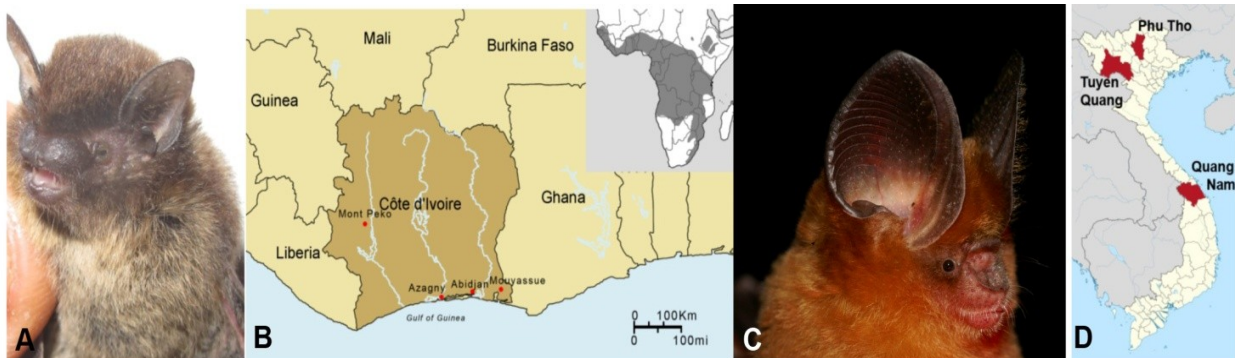 A
Mali
Burkina Faso
Guinea
Côte d'Ivoire
Mont Peko
Ghana
Liberia
Azagny
Abidjan
Mouyassue
Gulf of Guinea
0 100Km
0 100mi
B
C
Phu Tho
Tuyen
Quang
Quang
Nam
D